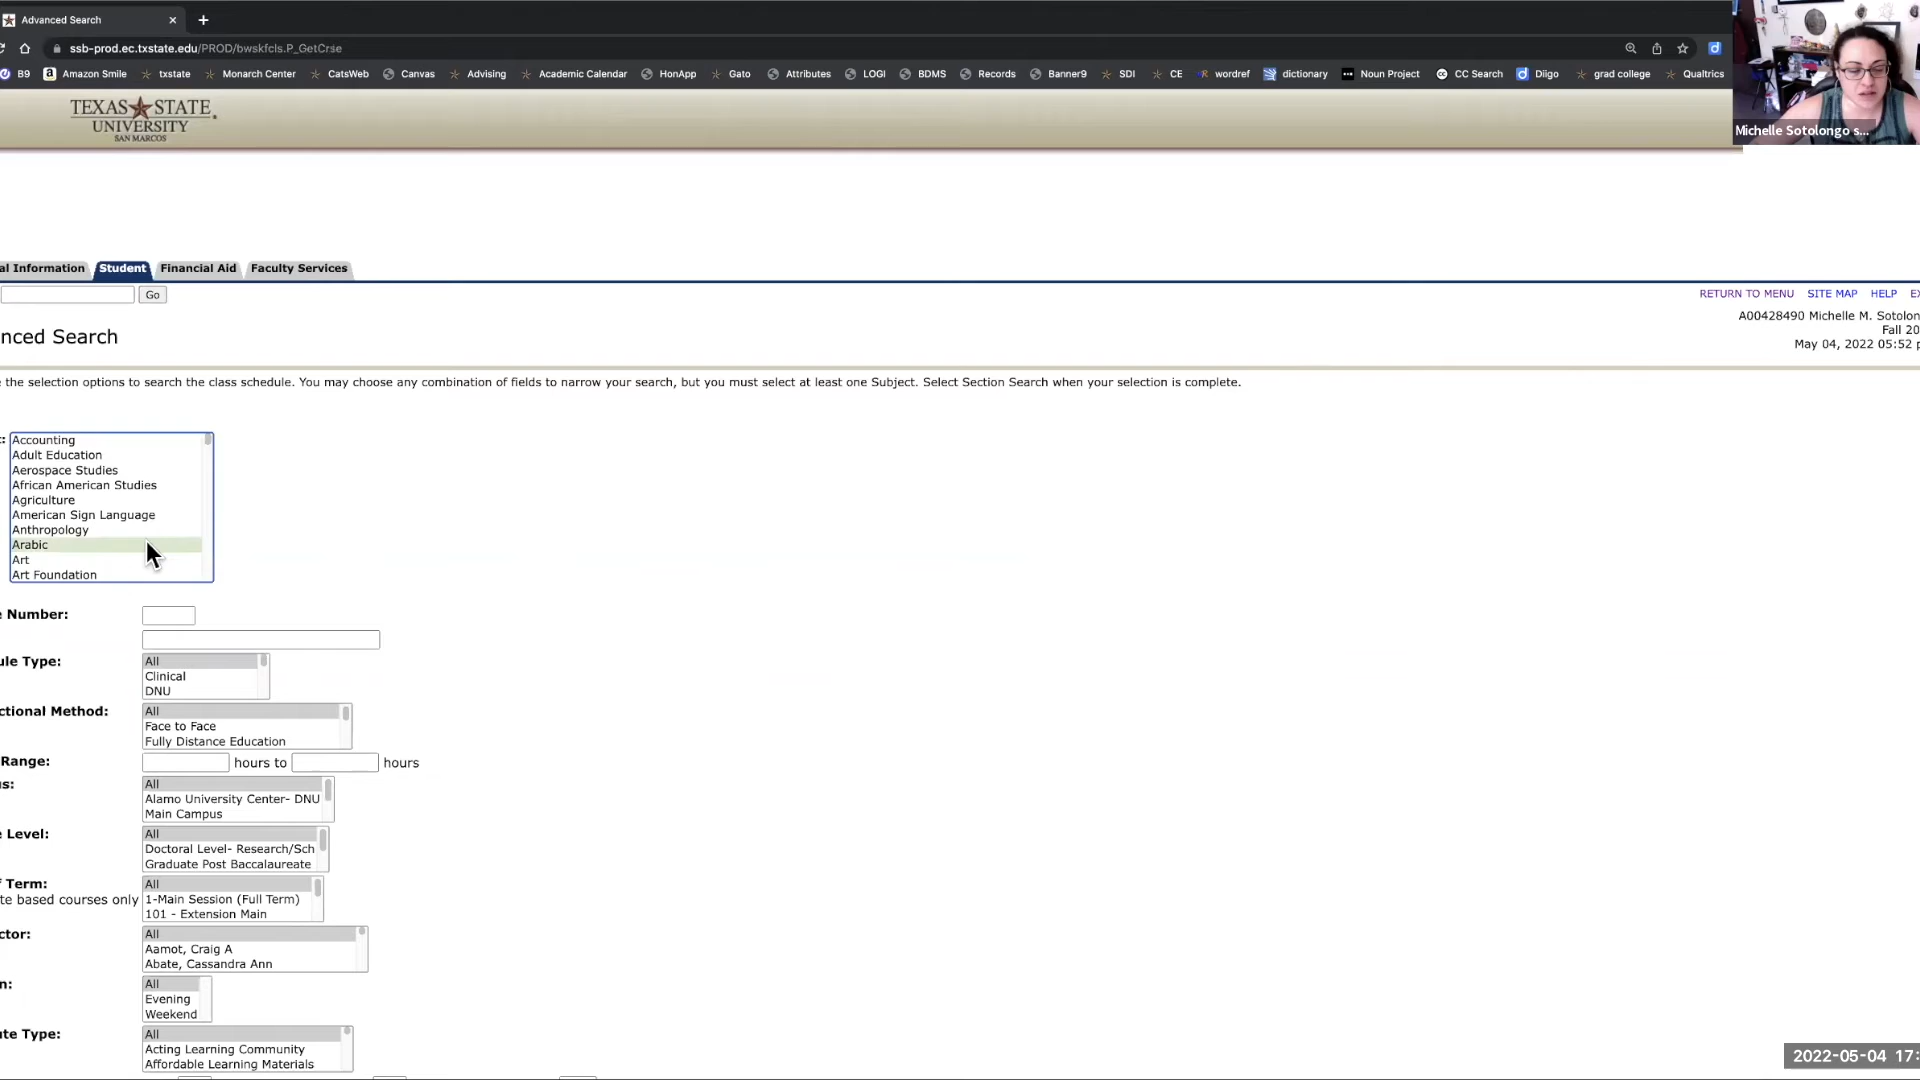 Advanced Search
ssb-prod.ec.txstate.edu/PROD/bwskfcls.P_GetCrse
B9 Amazon Smile txstate Monarch Center CatsWeb Canvas Advising Academic Calendar HonApp Gato Attributes LOGI BDMS Records Banner9 SDI CE wordref dictionary Noun Project CC Search Diigo grad college Qualtrics
TEXAS STATE
UNIVERSITY
SAN MARCOS
Michelle Sotolongo s...
al Information Student Financial Aid Faculty Services
Go
RETURN TO MENU SITE MAP HELP EX
A00428490 Michelle M. Sotolon
nced Search
Fall 20
May 04, 2022 05:52 p
e the selection options to search the class schedule. You may choose any combination of fields to narrow your search, but you must select at least one Subject. Select Section Search when your selection is complete.
t:
Accounting
Adult Education
Aerospace Studies
African American Studies
Agriculture
American Sign Language
Anthropology
Arabic
Art
Art Foundation
e Number:
ule Type:
All
Clinical
DNU
ctional Method:
All
Face to Face
Fully Distance Education
Range: hours to hours
us:
All
Alamo University Center- DNU
Main Campus
e Level:
All
Doctoral Level- Research/Sch
Graduate Post Baccalaureate
f Term:
te based courses only
All
1-Main Session (Full Term)
101 - Extension Main
ctor:
All
Aamot, Craig A
Abate, Cassandra Ann
n:
All
Evening
Weekend
ute Type:
All
Acting Learning Community
Affordable Learning Materials
2022-05-04 17: